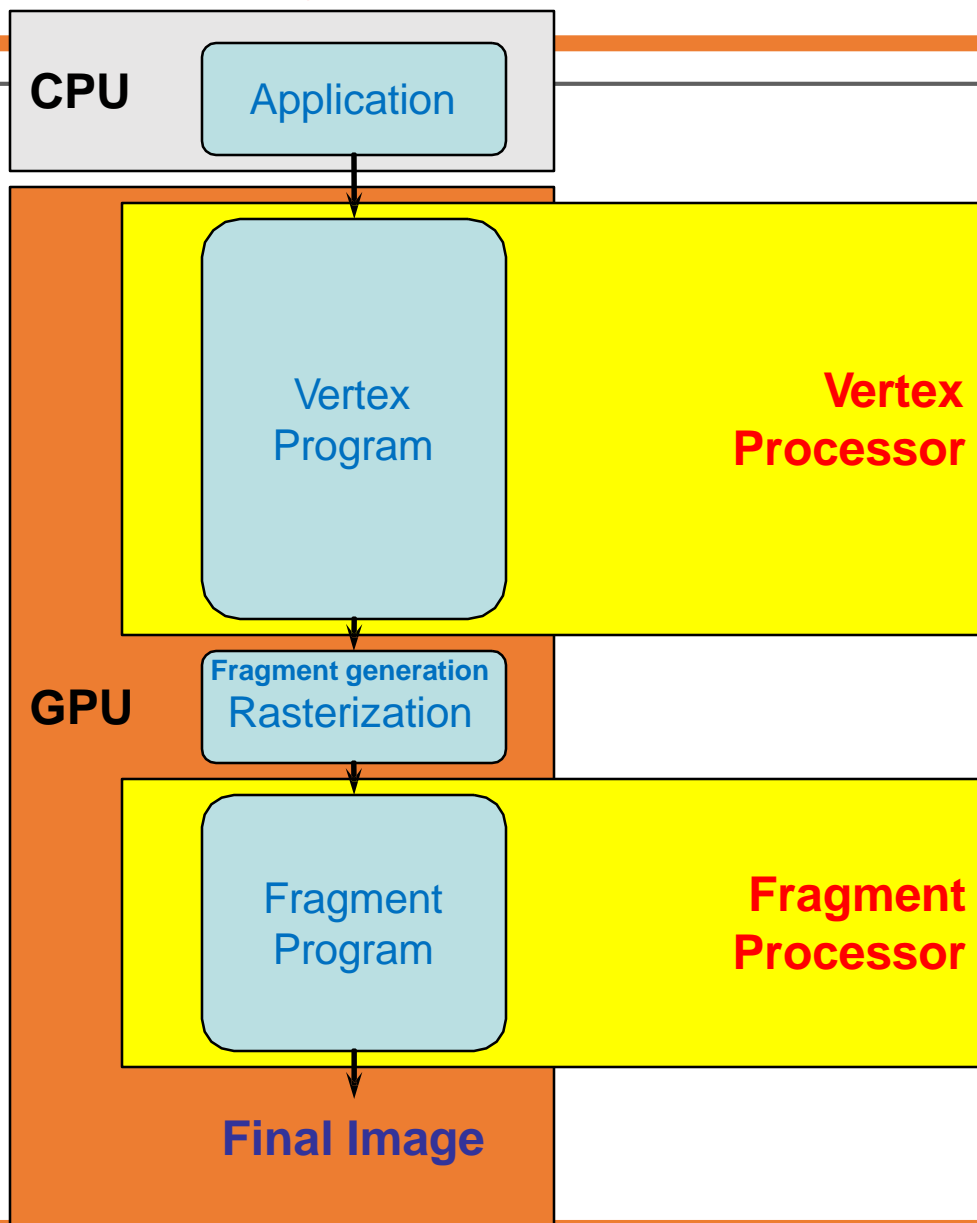 CPU
Application
Vertex
Program
Vertex
Processor
Fragment generation
Rasterization
GPU
Fragment
Program
Fragment
Processor
Final Image